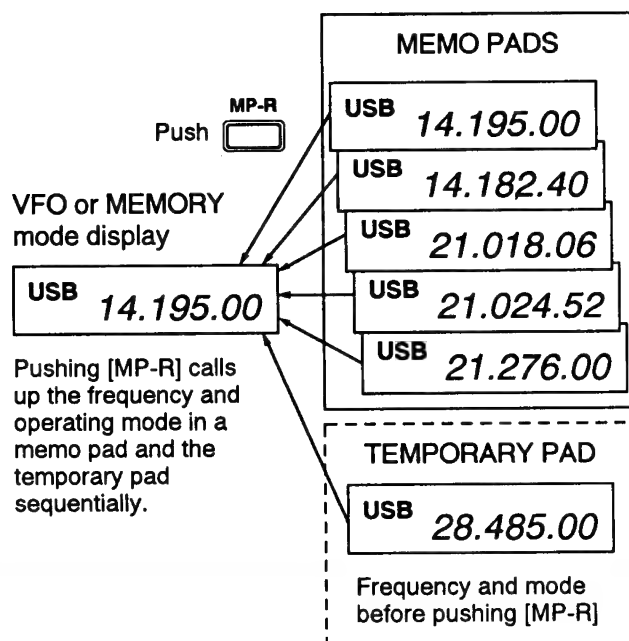 MP-R
Push
VFO or MEMORY
mode display
USB 14.195.00
Pushing [MP-R] calls
up the frequency and
operating mode in a
memo pad and the
temporary pad
sequentially.
MEMO PADS
USB 14.195.00
USB 14.182.40
USB 21.018.06
USB 21.024.52
USB 21.276.00
TEMPORARY PAD
USB 28.485.00
Frequency and mode
before pushing [MP-R]